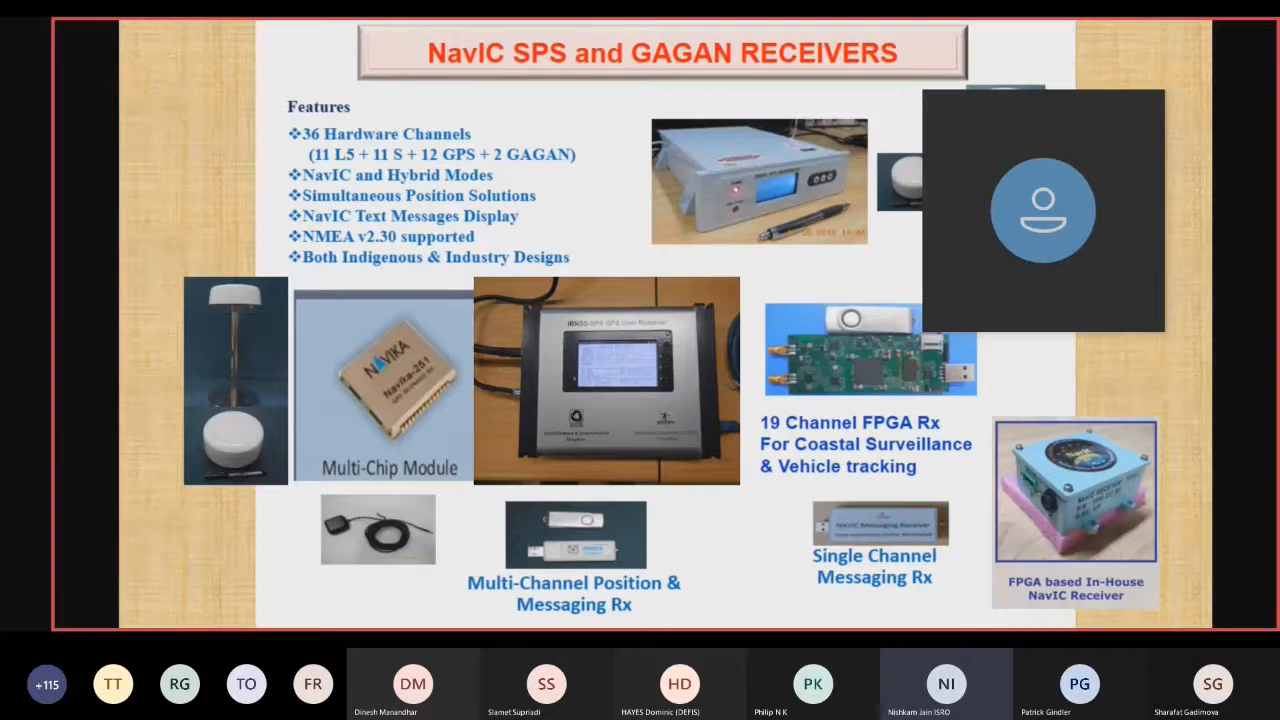 NavIC SPS and GAGAN RECEIVERS
Features
❖36 Hardware Channels
(11 L5 + 11 S + 12 GPS + 2 GAGAN)
❖NavIC and Hybrid Modes
❖Simultaneous Position Solutions
❖NavIC Text Messages Display
❖NMEA v2.30 supported
❖Both Indigenous & Industry Designs
NAVIKA
Navika-251
Multi-Chip Module
IRNSS-SPS GPS User Receiver
19 Channel FPGA Rx
For Coastal Surveillance
& Vehicle tracking
Multi-Channel Position &
Messaging Rx
NAVIC Messaging Receiver
Single Channel
Messaging Rx
NavIC RECEIVER
FPGA based In-House
NavIC Receiver
+115
TT
RG
TO
FR
DM
SS
HD
PK
NI
PG
SG
Dinesh Manandhar
Slamet Supriadi
HAYES Dominic (DEFIS)
Philip N K
Nishkam Jain ISRO
Patrick Gindler
Sharafat Gadimova